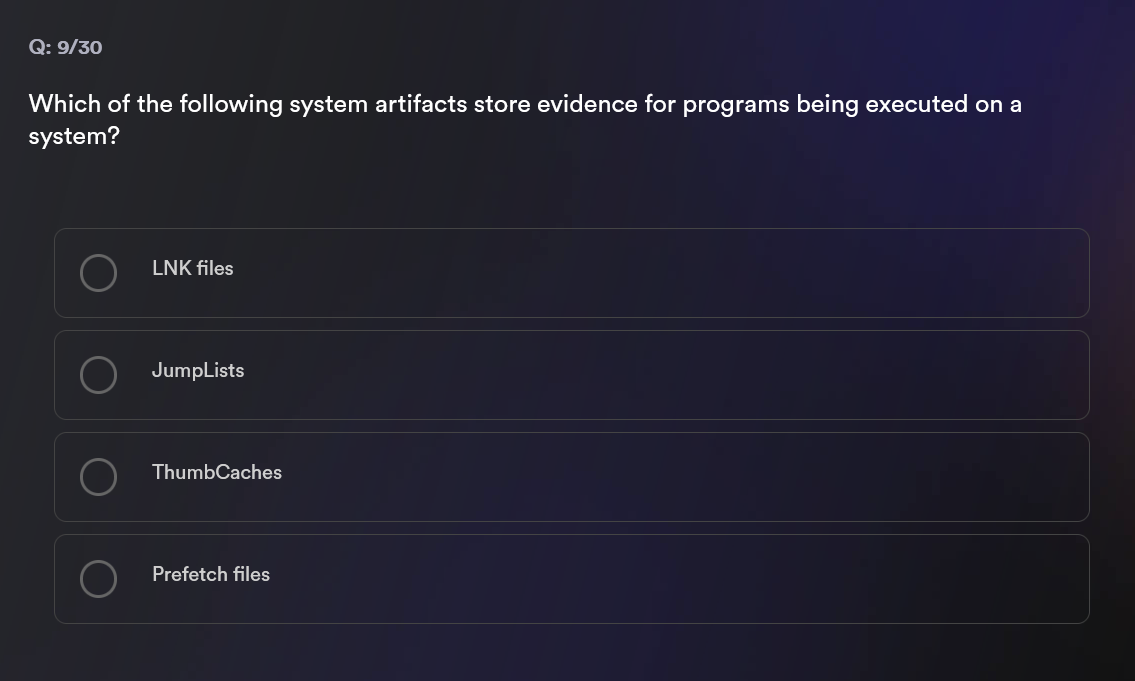 Q: 9/30
Which of the following system artifacts store evidence for programs being executed on a
system?
LNK files
JumpLists
ThumbCaches
Prefetch files